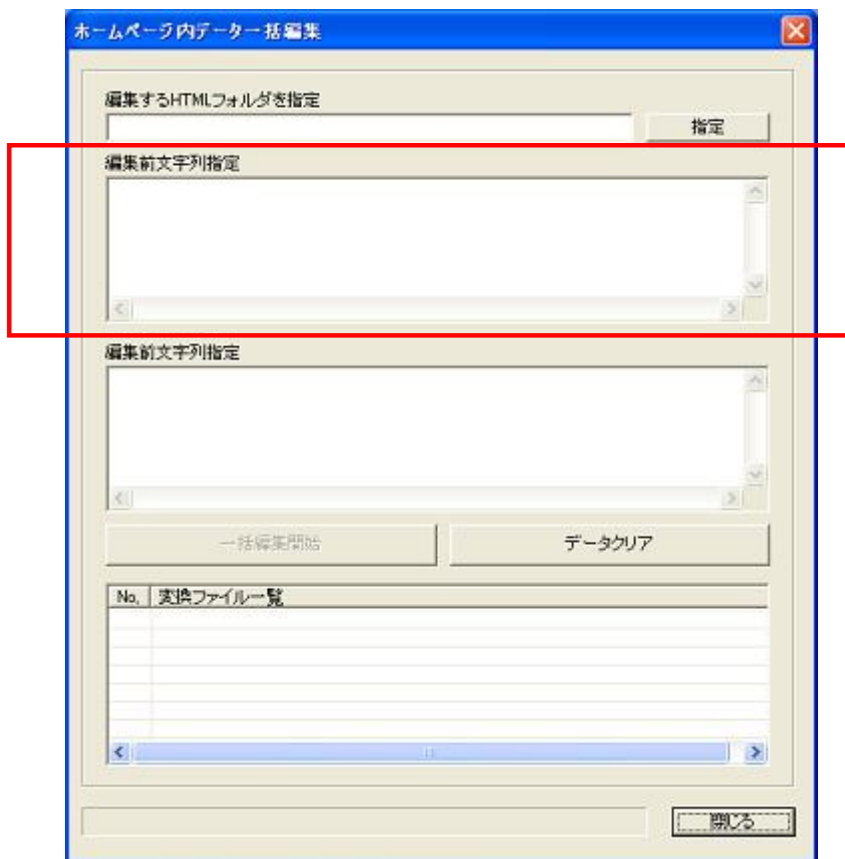 ホームページ内データ一括編集
編集するHTMLフォルダを指定
指定
編集前文字列指定
編集前文字列指定
一括編集開始
データクリア
No. 変換ファイル一覧
閉じる